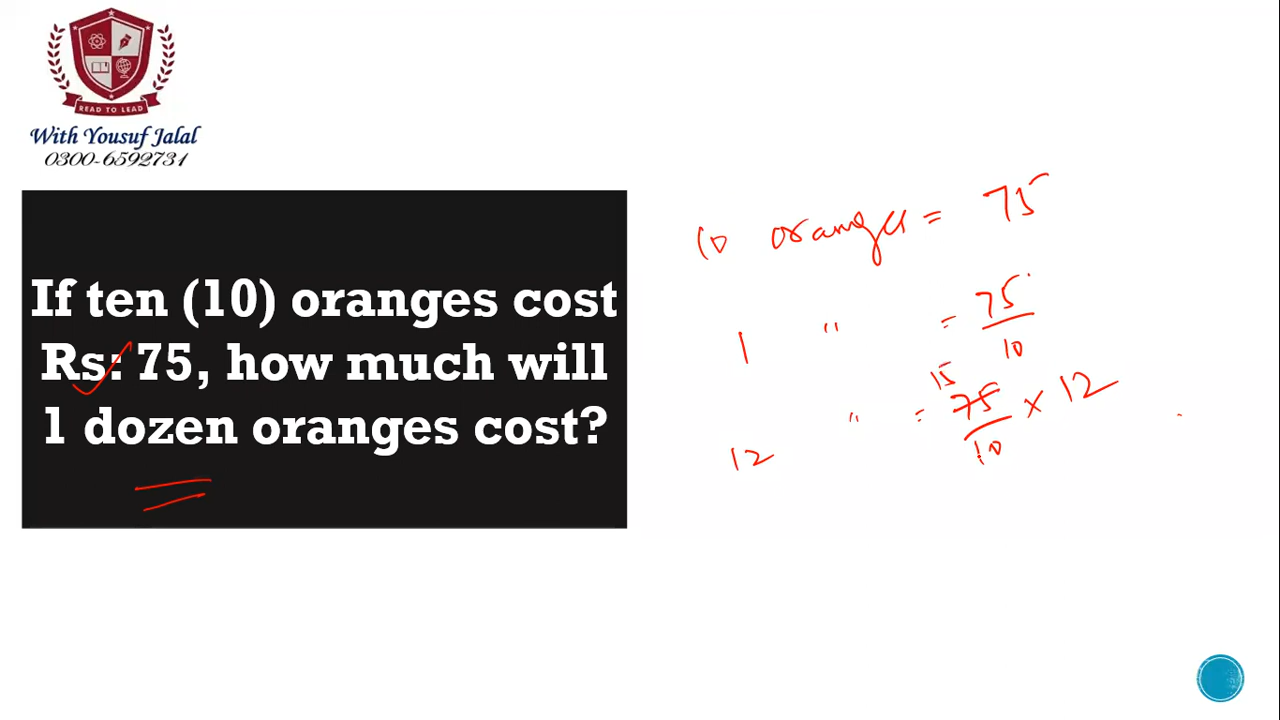 READ TO LEAD
With Yousuf Jalal
0300-6592731
If ten (10) oranges cost
Rs: 75, how much will
1 dozen oranges cost?
10 oranges = 75
1 " = 75/10
15
12 " = 75/10 × 12